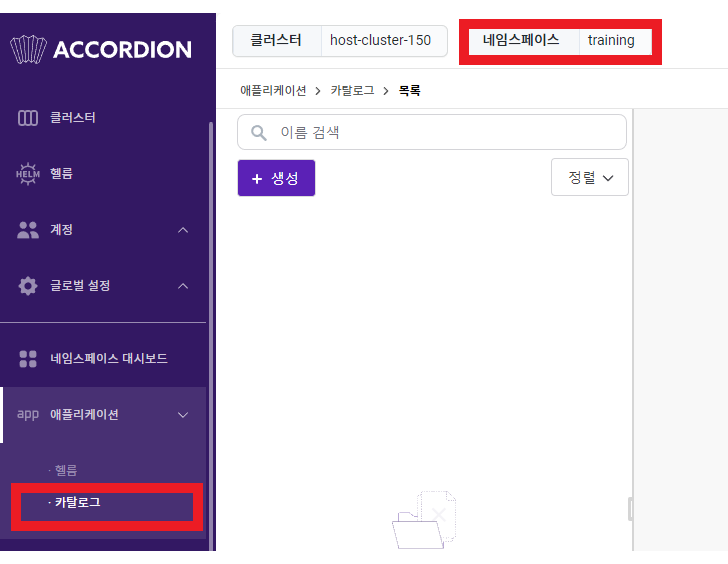 ACCORDION
클러스터 host-cluster-150 네임스페이스 training
애플리케이션 > 카탈로그 > 목록
이름 검색
+ 생성
정렬
클러스터
HELM 헬름
계정
글로벌 설정
네임스페이스 대시보드
app 애플리케이션
· 헬름
· 카탈로그